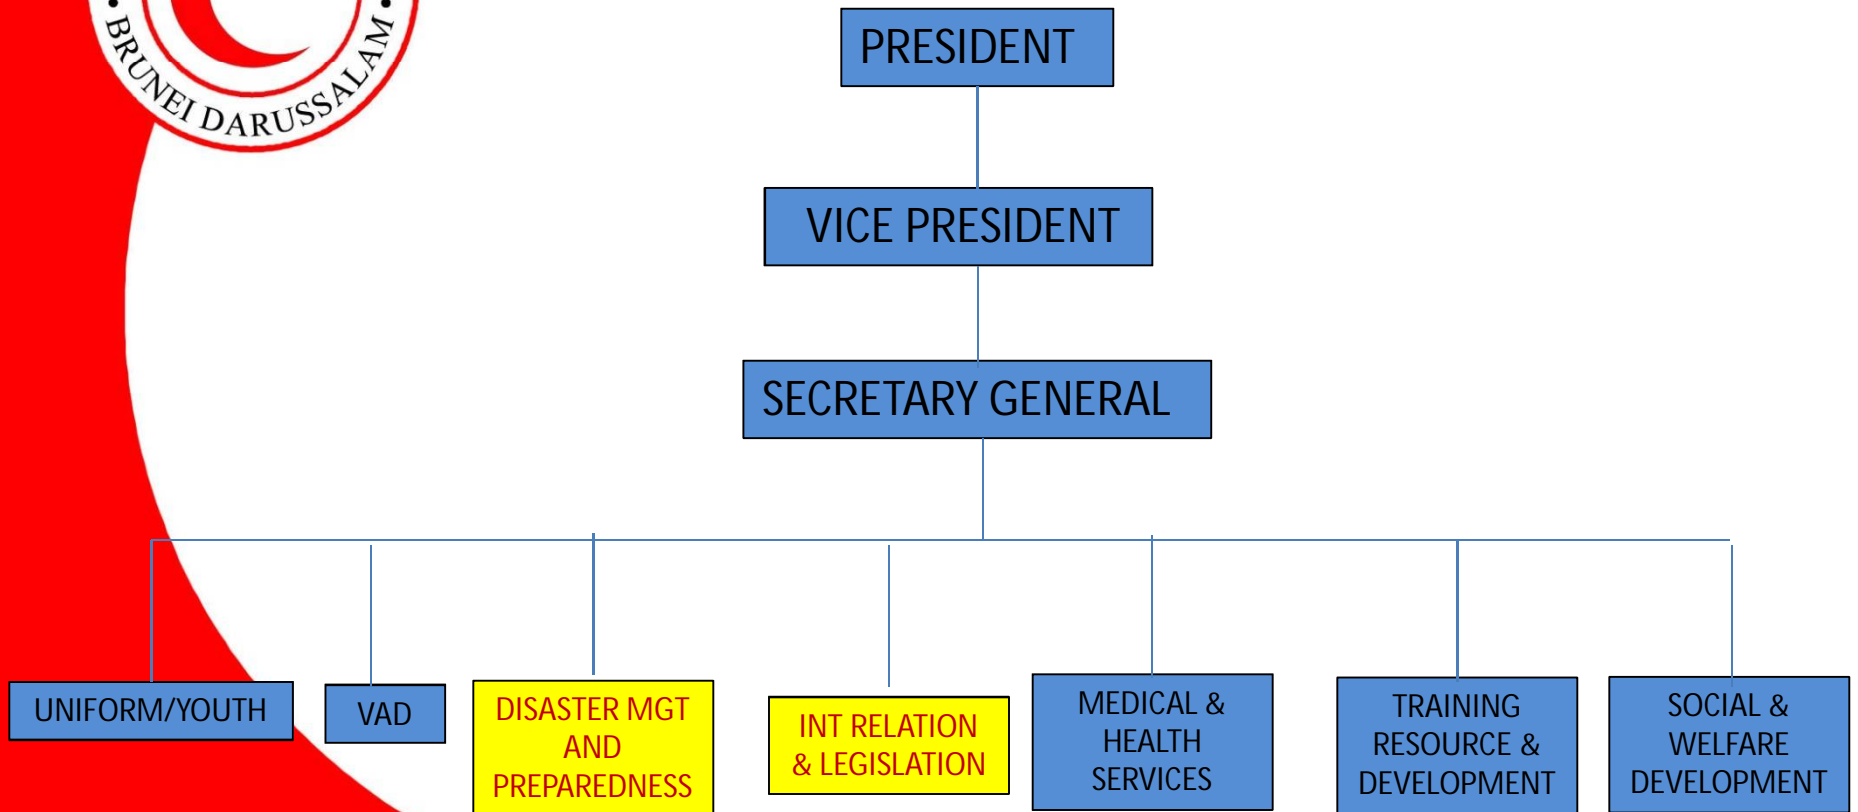 • BRUNEI DARUSSALAM •
PRESIDENT
VICE PRESIDENT
SECRETARY GENERAL
UNIFORM/YOUTH
VAD
DISASTER MGT
AND
PREPAREDNESS
INT RELATION
& LEGISLATION
MEDICAL &
HEALTH
SERVICES
TRAINING
RESOURCE &
DEVELOPMENT
SOCIAL &
WELFARE
DEVELOPMENT